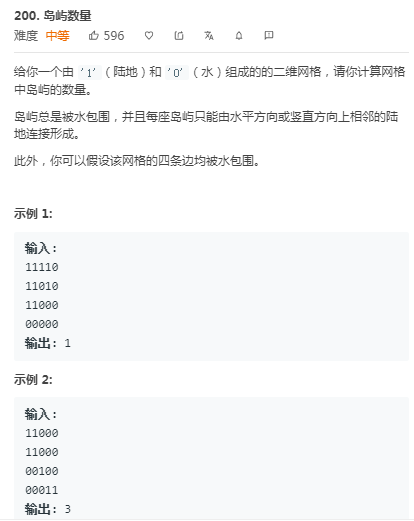 200. 岛屿数量
难度 中等 596
给你一个由 '1'（陆地）和 '0'（水）组成的的二维网格，请你计算网格
中岛屿的数量。
岛屿总是被水包围，并且每座岛屿只能由水平方向或竖直方向上相邻的陆
地连接形成。
此外，你可以假设该网格的四条边均被水包围。
示例 1:
输入:
11110
11010
11000
00000
输出: 1
示例 2:
输入:
11000
11000
00100
00011
输出: 3